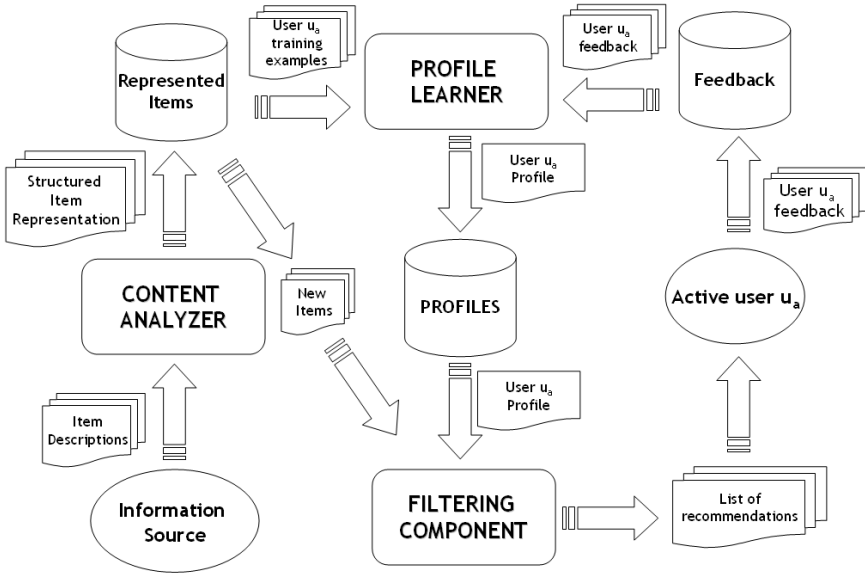 User uₐ
training
examples
User uₐ
feedback
Represented
Items
PROFILE
LEARNER
Feedback
Structured
Item
Representation
User uₐ
Profile
User uₐ
feedback
CONTENT
ANALYZER
New
Items
PROFILES
Active user uₐ
User uₐ
Profile
Item
Descriptions
Information
Source
FILTERING
COMPONENT
List of
recommendations